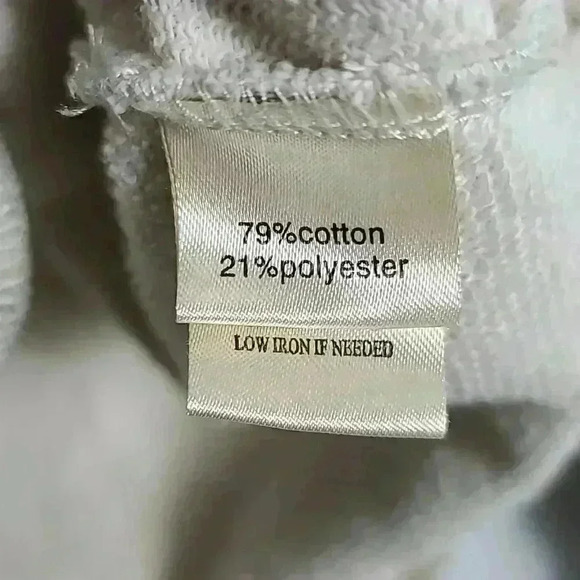 79%cotton
21%polyester
LOW IRON IF NEEDED